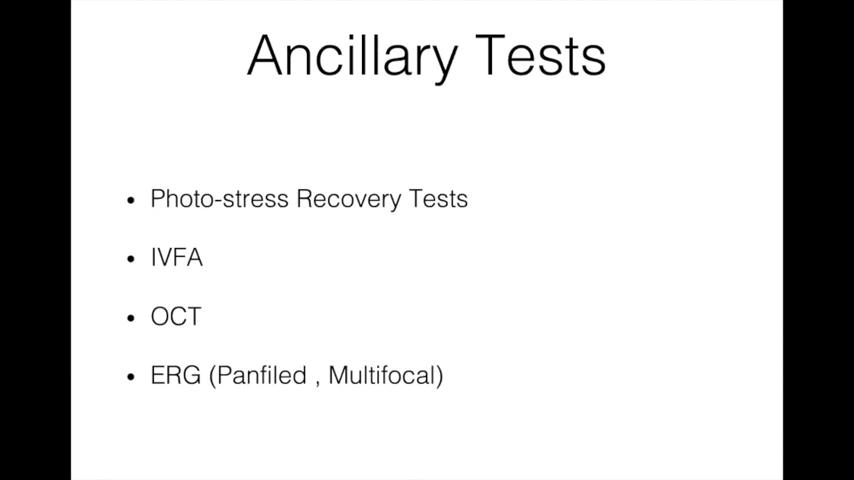 Ancillary Tests
• Photo-stress Recovery Tests
• IVFA
• OCT
• ERG (Panfiled , Multifocal)